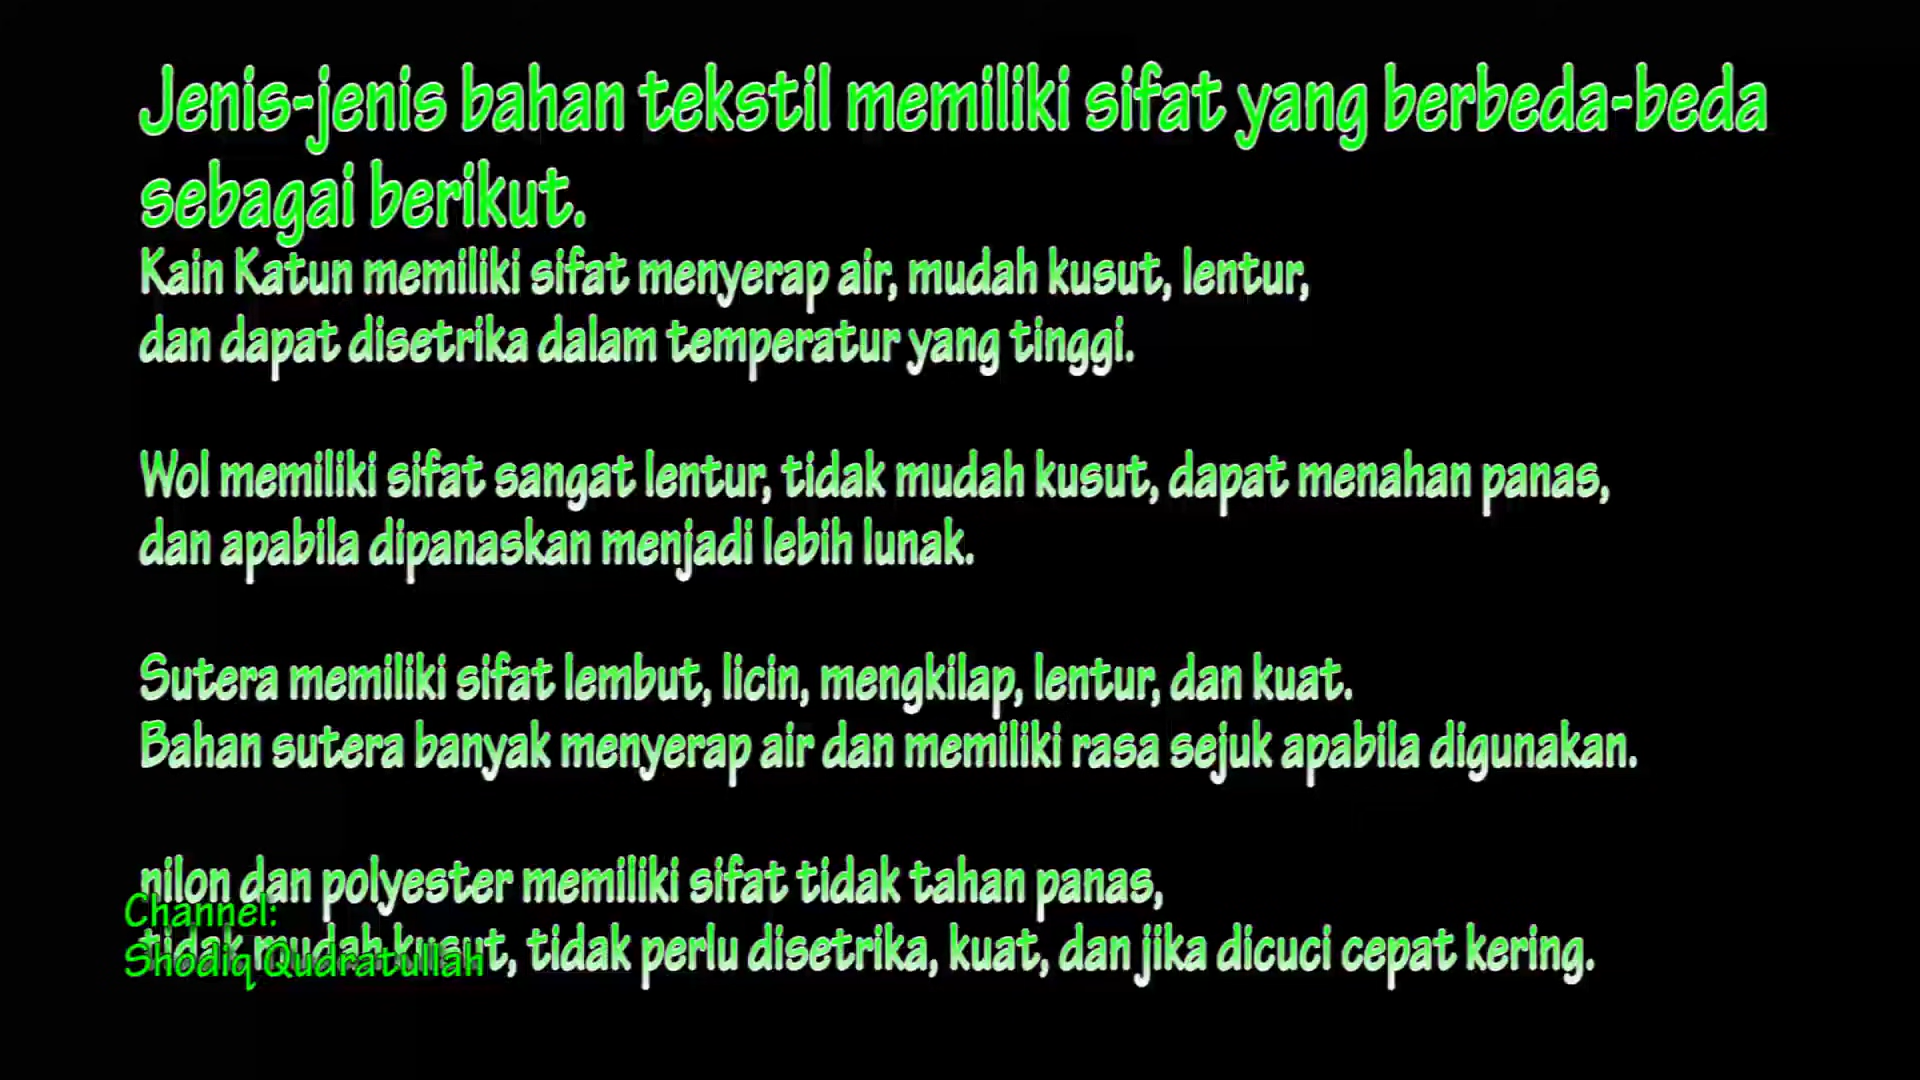 Jenis-jenis bahan tekstil memiliki sifat yang berbeda-beda
sebagai berikut.
Kain Katun memiliki sifat menyerap air, mudah kusut, lentur,
dan dapat disetrika dalam temperatur yang tinggi.
Wol memiliki sifat sangat lentur, tidak mudah kusut, dapat menahan panas,
dan apabila dipanaskan menjadi lebih lunak.
Sutera memiliki sifat lembut, licin, mengkilap, lentur, dan kuat.
Bahan sutera banyak menyerap air dan memiliki rasa sejuk apabila digunakan.
nilon dan polyester memiliki sifat tidak tahan panas,
tidak mudah kusut, tidak perlu disetrika, kuat, dan jika dicuci cepat kering.
Channel:
Shodiq Qudratullah